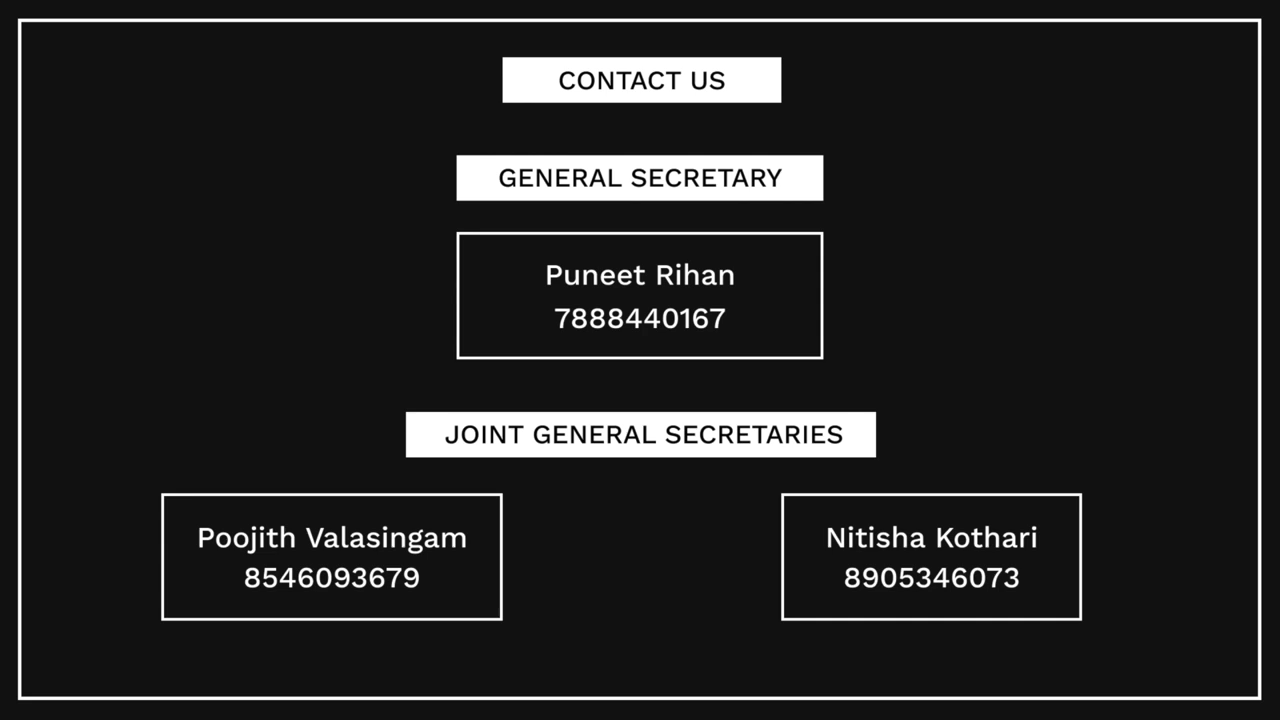 CONTACT US
GENERAL SECRETARY
Puneet Rihan
7888440167
JOINT GENERAL SECRETARIES
Poojith Valasingam
8546093679
Nitisha Kothari
8905346073